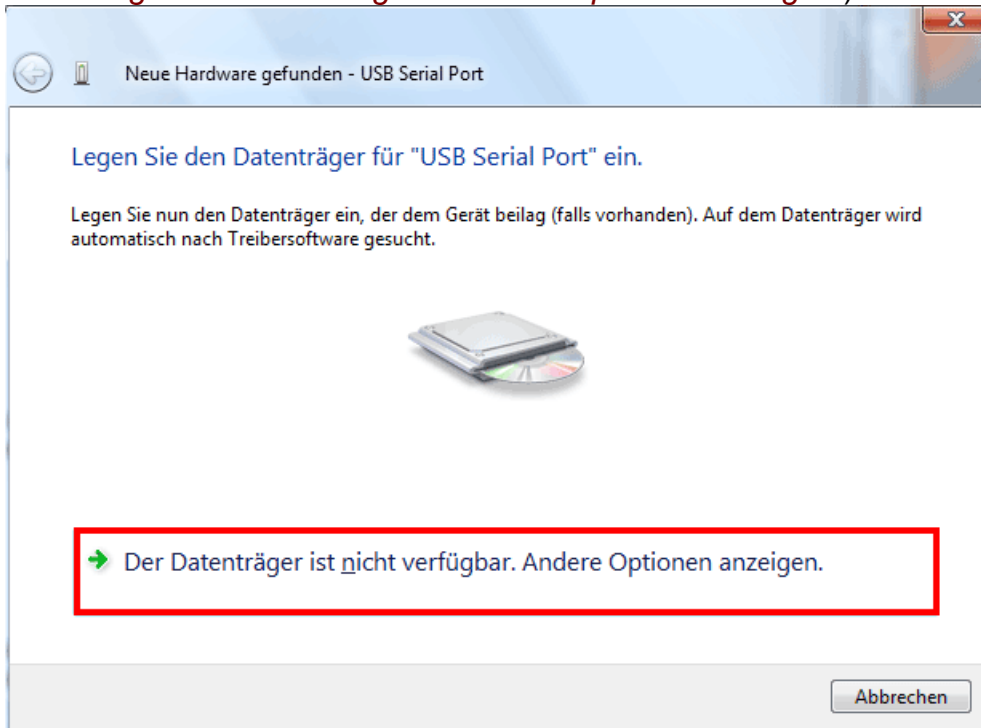 Neue Hardware gefunden - USB Serial Port
Legen Sie den Datenträger für "USB Serial Port" ein.
Legen Sie nun den Datenträger ein, der dem Gerät beilag (falls vorhanden). Auf dem Datenträger wird
automatisch nach Treibersoftware gesucht.
Der Datenträger ist nicht verfügbar. Andere Optionen anzeigen.
Abbrechen